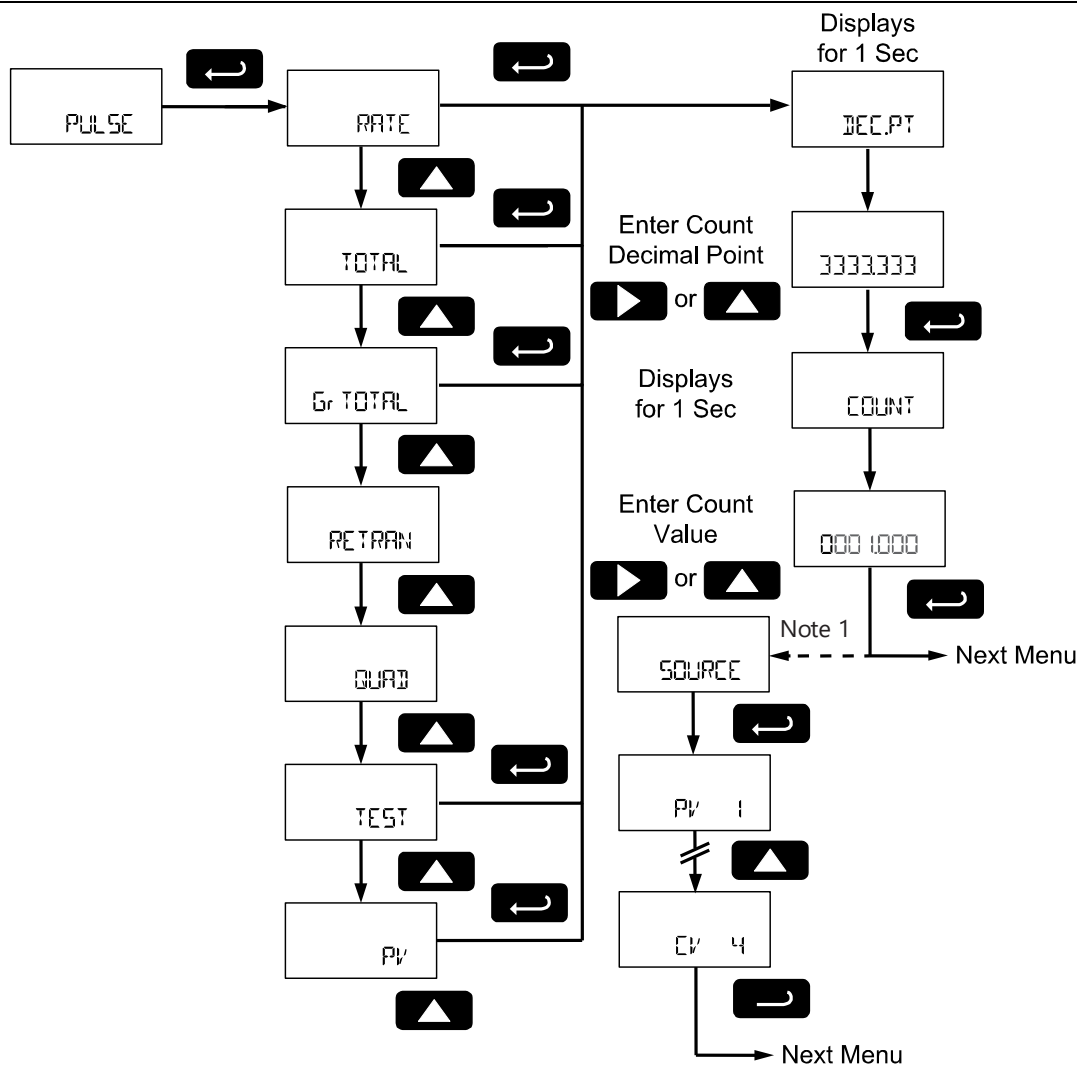 Displays
for 1 Sec
PULSE
RATE
DEC.PT
TOTAL
Enter Count
Decimal Point
or
3333.333
Gr TOTAL
Displays
for 1 Sec
COUNT
RETRAN
Enter Count
Value
or
0001.000
Note 1
Next Menu
QUAD
SOURCE
TEST
PV 1
PV
CV 4
Next Menu